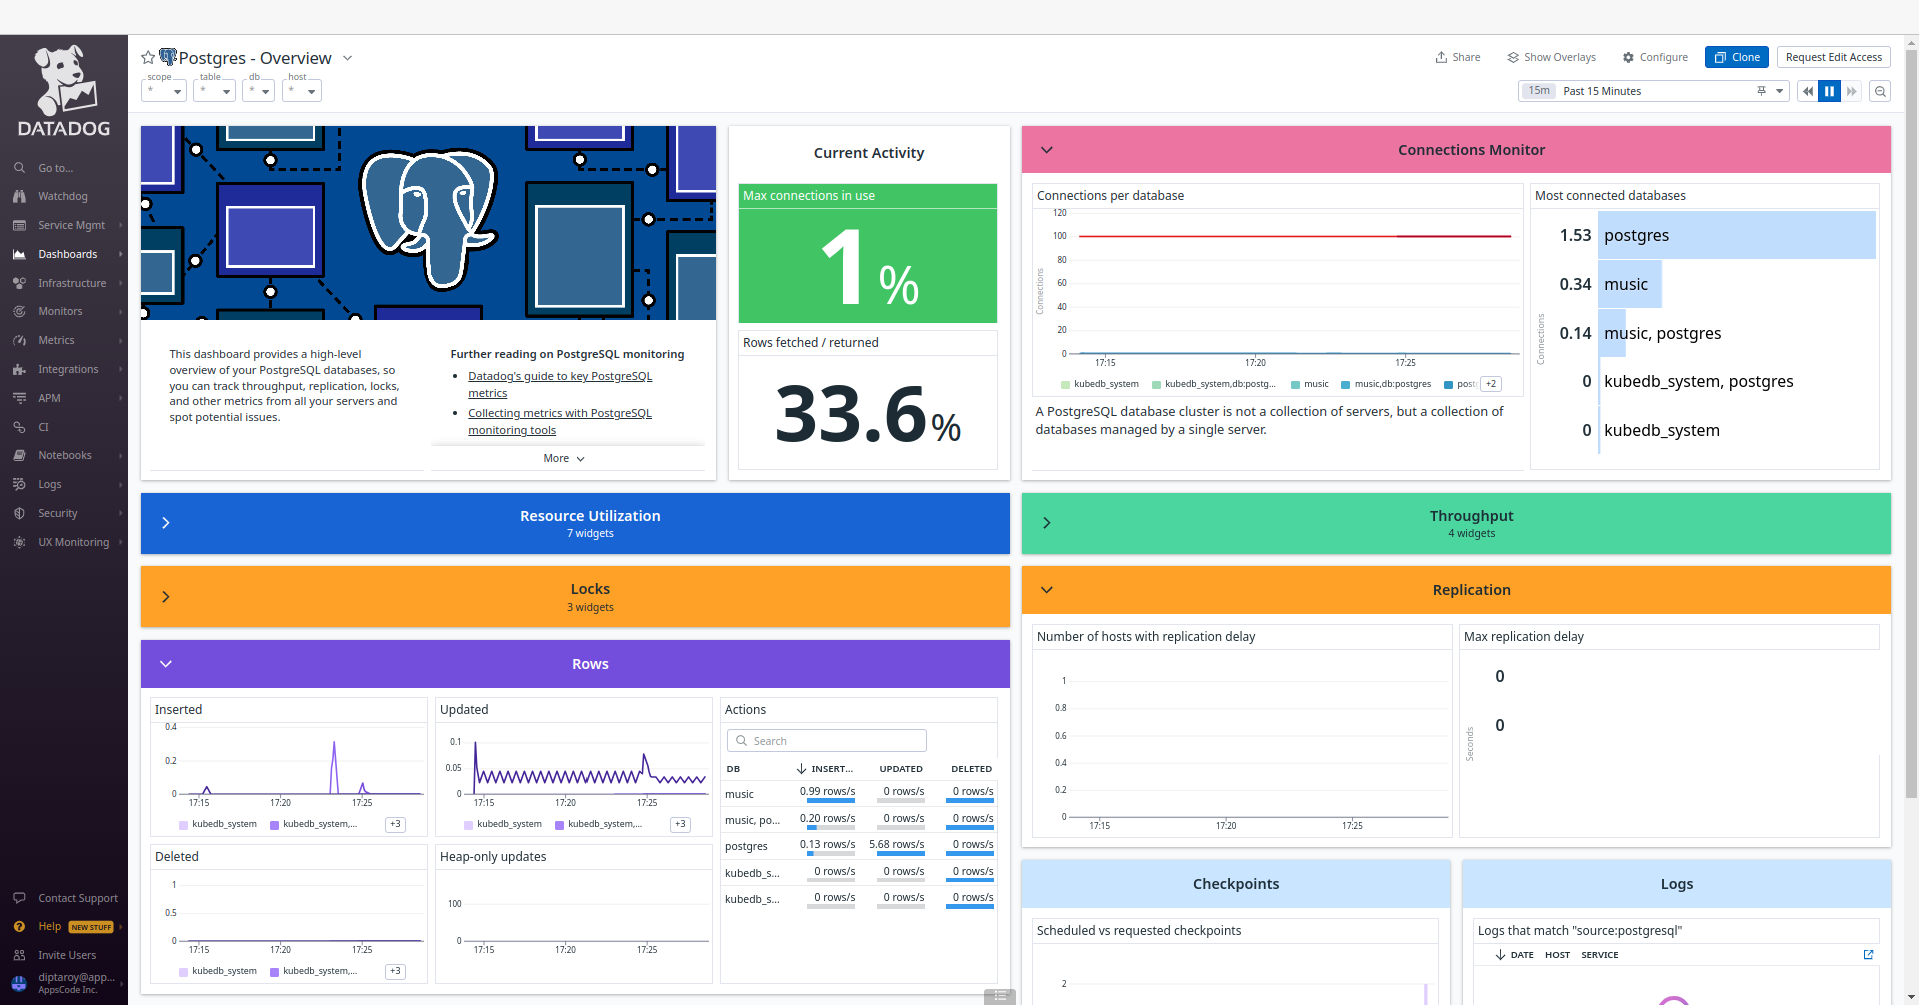 DATADOG
Go to...
Watchdog
Service Mgmt
Dashboards
Infrastructure
Monitors
Metrics
Integrations
APM
CI
Notebooks
Logs
Security
UX Monitoring
Contact Support
Help NEW STUFF
Invite Users
diptaroy@app...
AppsCode Inc.
Postgres - Overview
Share
Show Overlays
Configure
Clone
Request Edit Access
scope
*
table
*
db
*
host
*
15m Past 15 Minutes
This dashboard provides a high-level
overview of your PostgreSQL databases, so
you can track throughput, replication, locks,
and other metrics from all your servers and
spot potential issues.
Further reading on PostgreSQL monitoring
• Datadog's guide to key PostgreSQL
metrics
• Collecting metrics with PostgreSQL
monitoring tools
More
Current Activity
Max connections in use
1%
Rows fetched / returned
33.6%
Connections Monitor
Connections per database
Connections
120
100
80
60
40
20
0
17:15 17:20 17:25
kubedb_system kubedb_system,db:postg... music music,db:postgres post +2
A PostgreSQL database cluster is not a collection of servers, but a collection of
databases managed by a single server.
Most connected databases
Connections
1.53 postgres
0.34 music
0.14 music, postgres
0 kubedb_system, postgres
0 kubedb_system
Resource Utilization
7 widgets
Throughput
4 widgets
Locks
3 widgets
Replication
Number of hosts with replication delay
1
0.8
0.6
0.4
0.2
0
17:15 17:20 17:25
Max replication delay
Seconds
0
0
Rows
Inserted
0.4
0.2
0
17:15 17:20 17:25
kubedb_system kubedb_system,... +3
Updated
0.1
0.05
0
17:15 17:20 17:25
kubedb_system kubedb_system,... +3
Actions
Search
DB INSERT... UPDATED DELETED
music 0.99 rows/s 0 rows/s 0 rows/s
music, po... 0.20 rows/s 0 rows/s 0 rows/s
postgres 0.13 rows/s 5.68 rows/s 0 rows/s
kubedb_s... 0 rows/s 0 rows/s 0 rows/s
kubedb_s... 0 rows/s 0 rows/s 0 rows/s
Deleted
1
0.5
0
17:15 17:20 17:25
kubedb_system kubedb_system,... +3
Heap-only updates
100
0
17:15 17:20 17:25
Checkpoints
Scheduled vs requested checkpoints
2
Logs
Logs that match "source:postgresql"
DATE HOST SERVICE